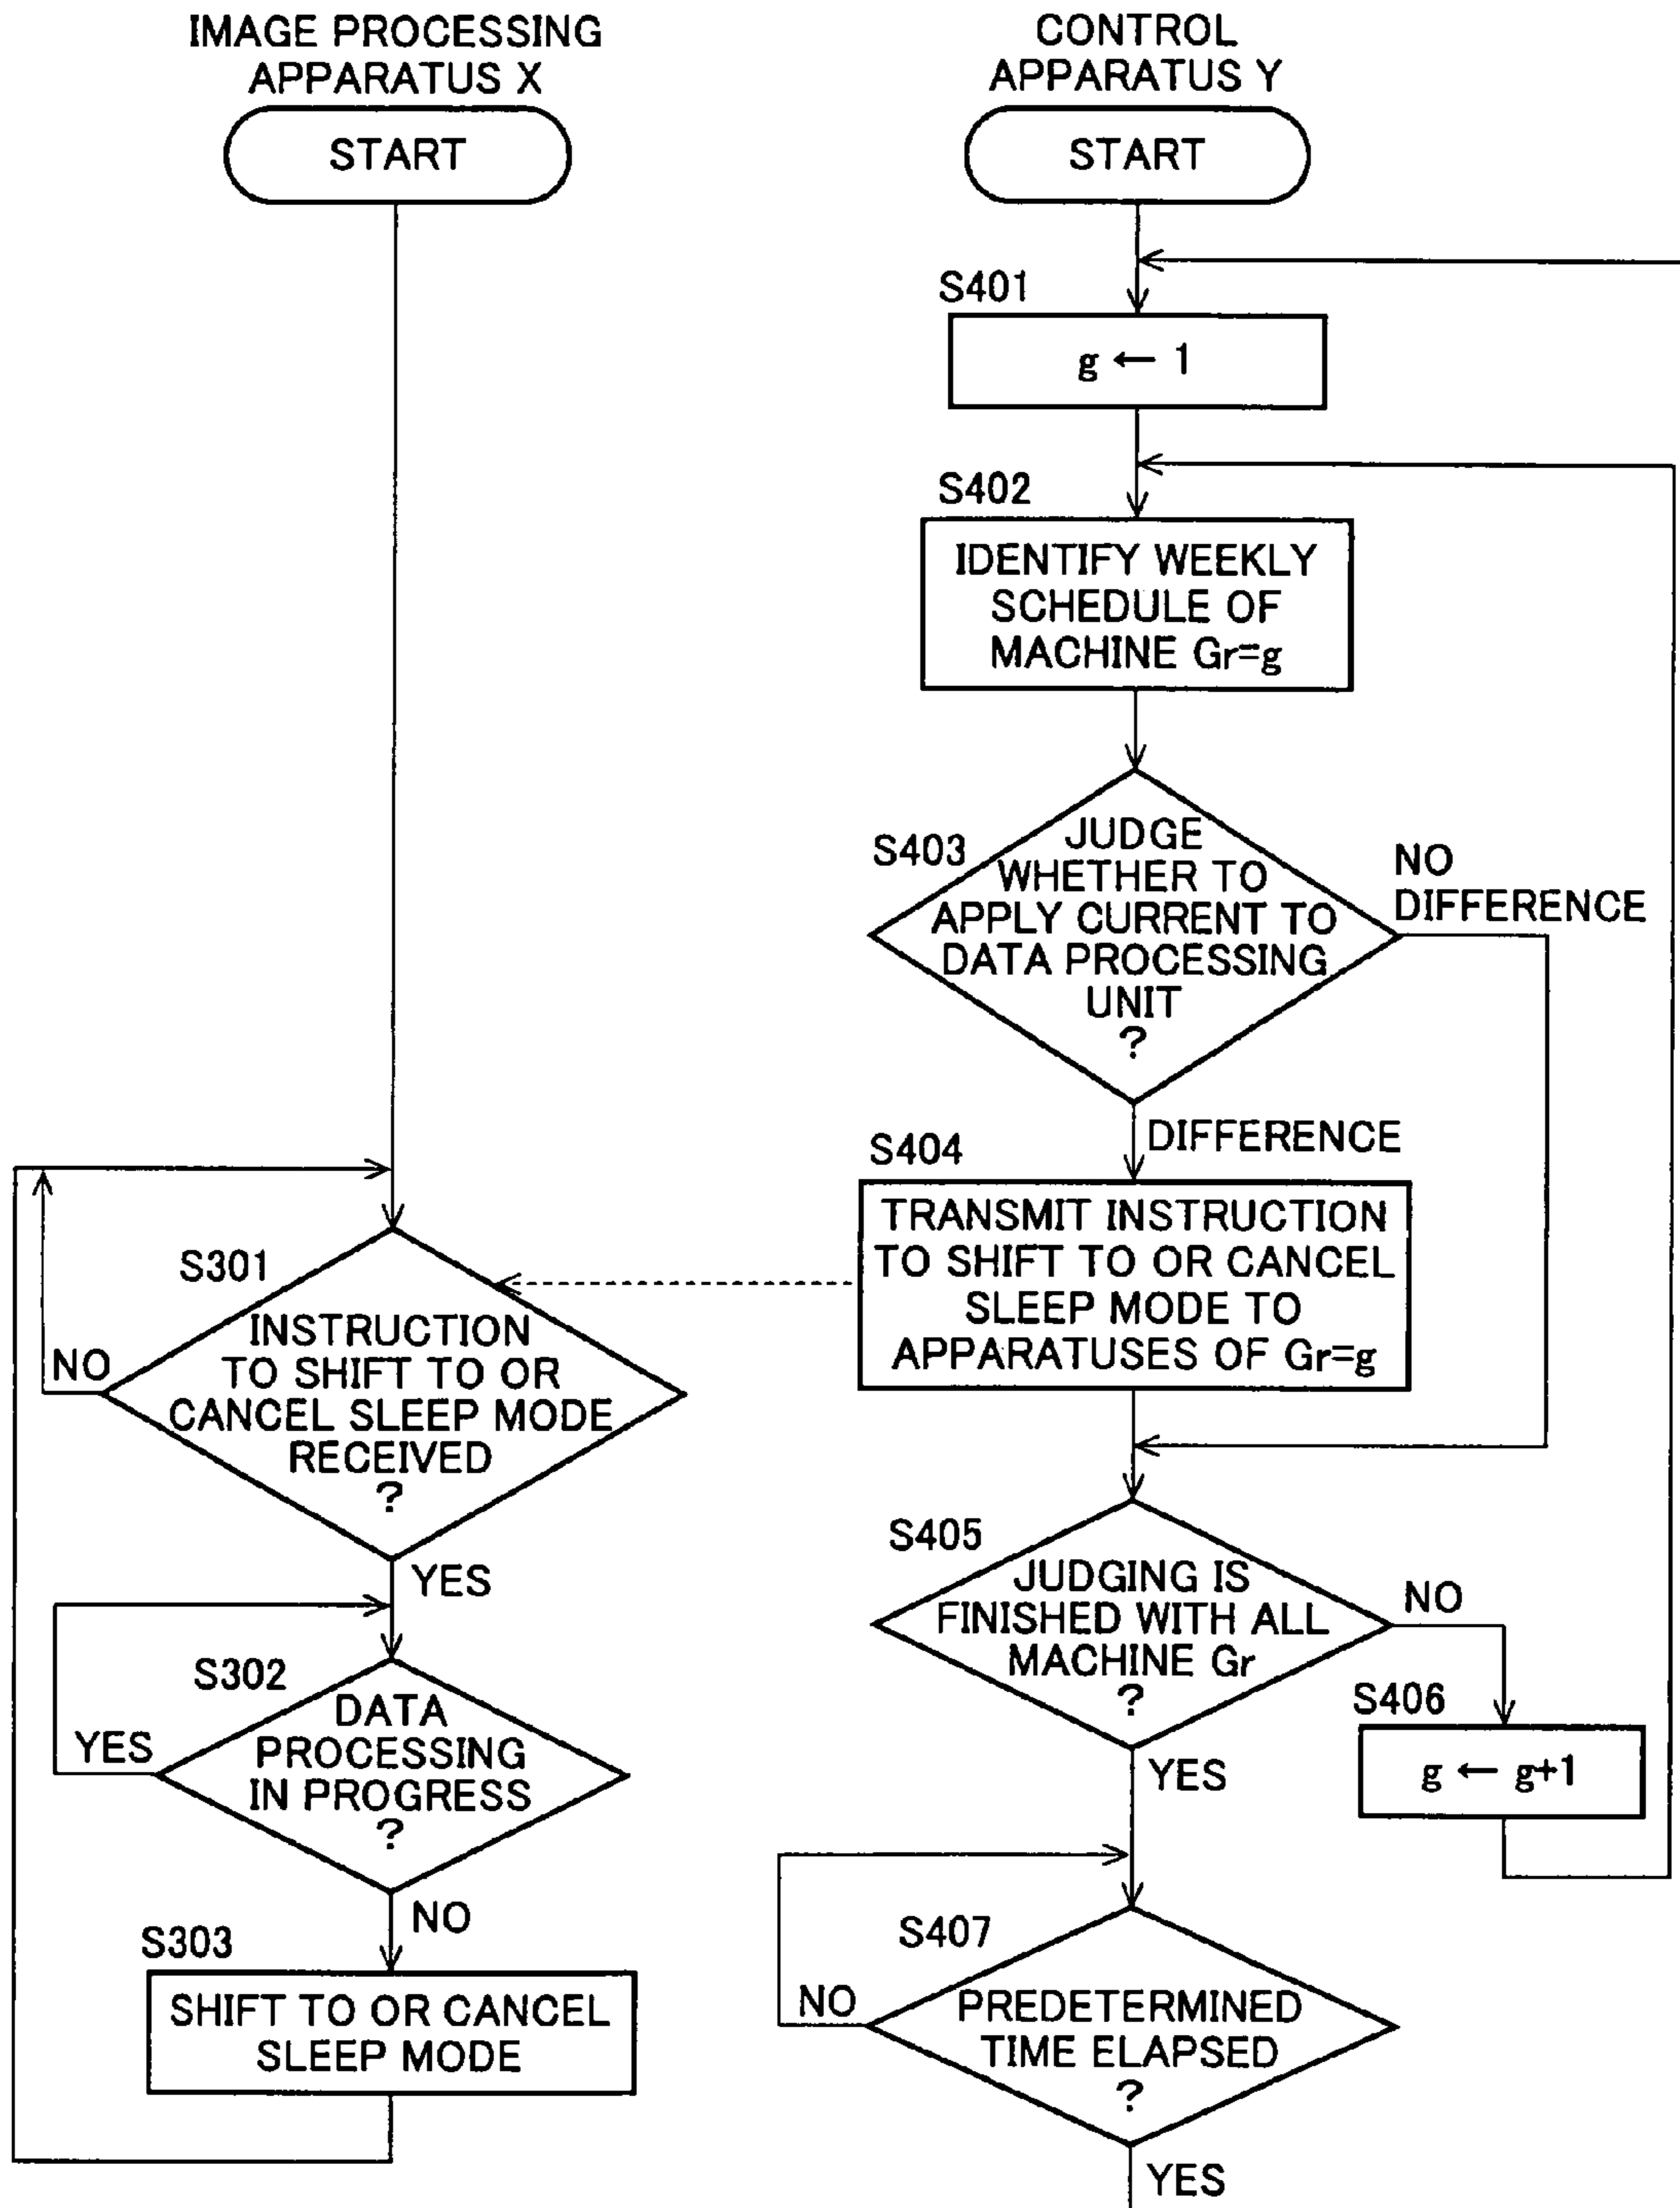 IMAGE PROCESSING
APPARATUS X
START
S301
INSTRUCTION
TO SHIFT TO OR
CANCEL SLEEP MODE
RECEIVED
?
NO
YES
S302
DATA
PROCESSING
IN PROGRESS
?
YES
NO
S303
SHIFT TO OR CANCEL
SLEEP MODE
CONTROL
APPARATUS Y
START
S401
g ← 1
S402
IDENTIFY WEEKLY
SCHEDULE OF
MACHINE Gr=g
S403
JUDGE
WHETHER TO
APPLY CURRENT TO
DATA PROCESSING
UNIT
?
NO
DIFFERENCE
DIFFERENCE
S404
TRANSMIT INSTRUCTION
TO SHIFT TO OR CANCEL
SLEEP MODE TO
APPARATUSES OF Gr=g
S405
JUDGING IS
FINISHED WITH ALL
MACHINE Gr
?
NO
YES
S406
g ← g+1
S407
PREDETERMINED
TIME ELAPSED
?
NO
YES